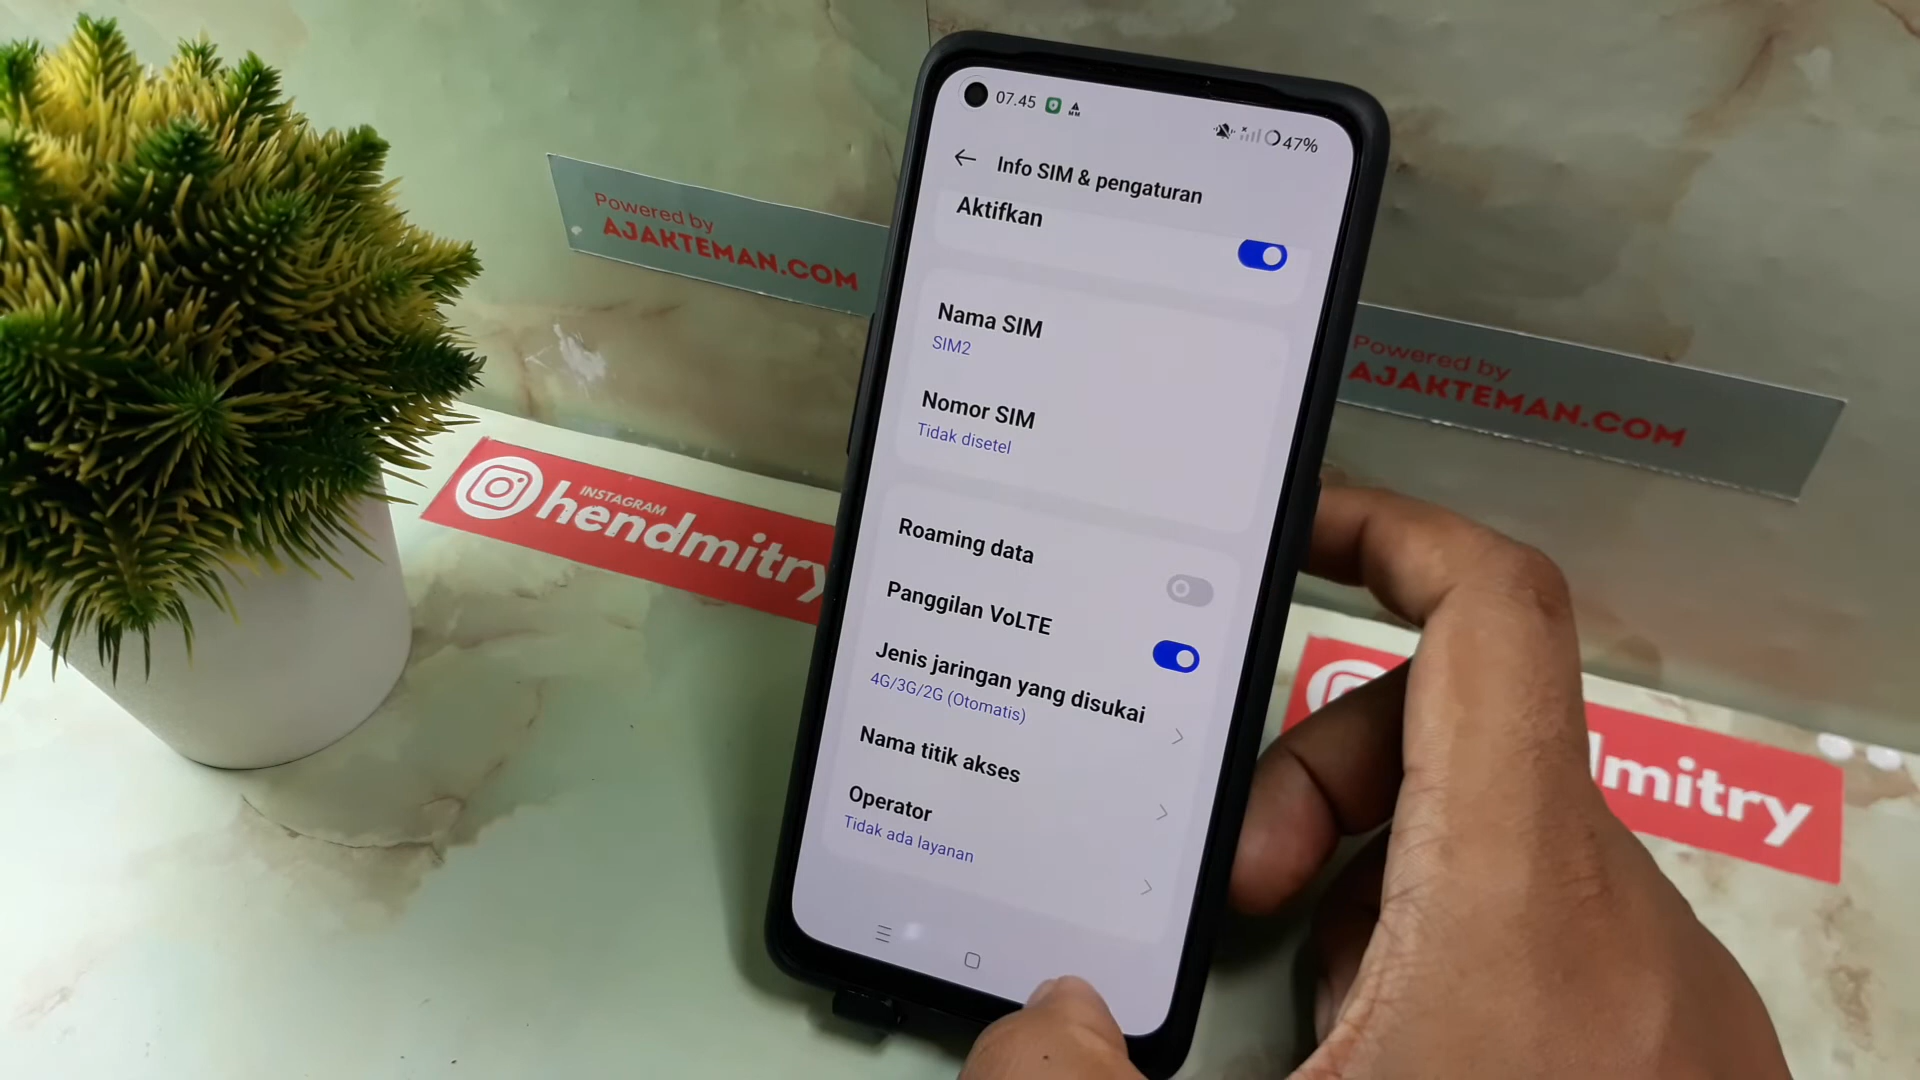 07.45
47%
Info SIM & pengaturan
Aktifkan
Nama SIM
SIM2
Nomor SIM
Tidak disetel
Roaming data
Panggilan VoLTE
Jenis jaringan yang disukai
4G/3G/2G (Otomatis)
Nama titik akses
Operator
Tidak ada layanan
Powered by
AJAKTEMAN.COM
Powered by
AJAKTEMAN.COM
INSTAGRAM
hendmitry
dmitry